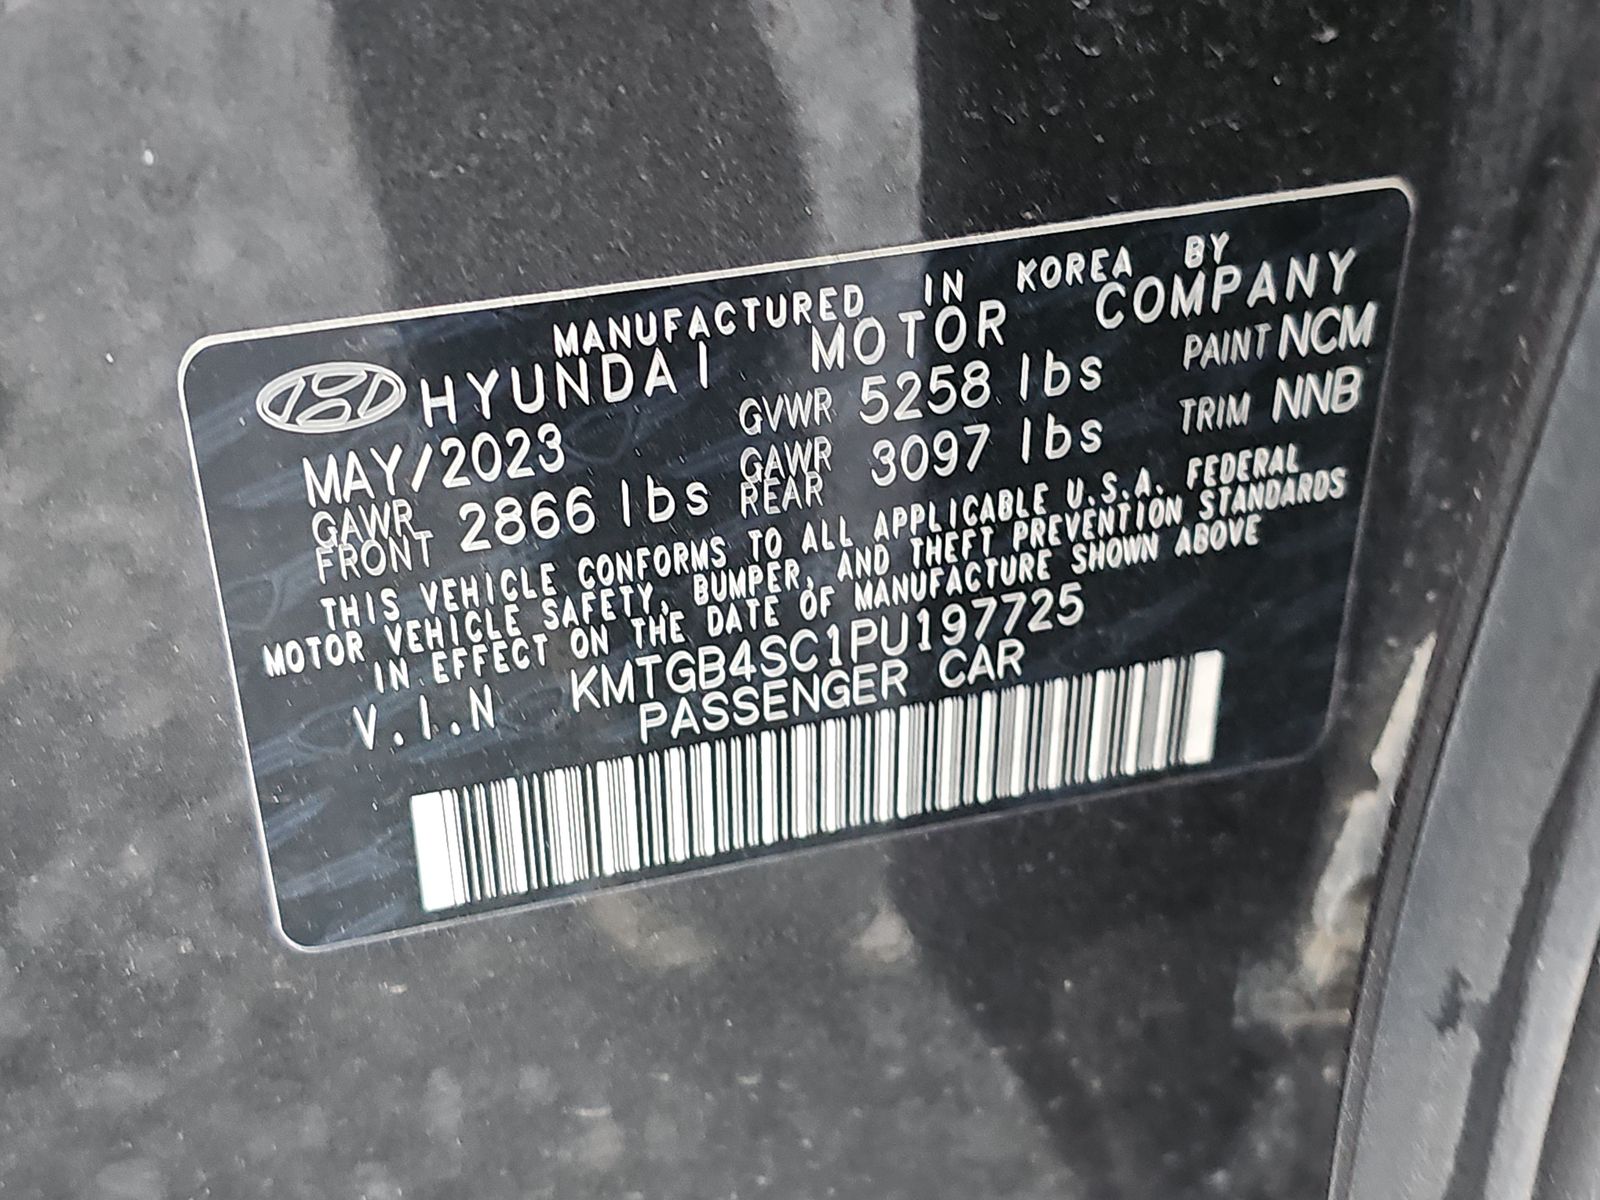 MANUFACTURED IN KOREA BY
HYUNDAI MOTOR COMPANY
MAY/2023 GVWR 5258 lbs PAINT NCM
GAWR FRONT 2866 lbs GAWR REAR 3097 lbs TRIM NNB
THIS VEHICLE CONFORMS TO ALL APPLICABLE U.S.A. FEDERAL
MOTOR VEHICLE SAFETY, BUMPER, AND THEFT PREVENTION STANDARDS
IN EFFECT ON THE DATE OF MANUFACTURE SHOWN ABOVE
V.I.N KMTGB4SC1PU197725
PASSENGER CAR